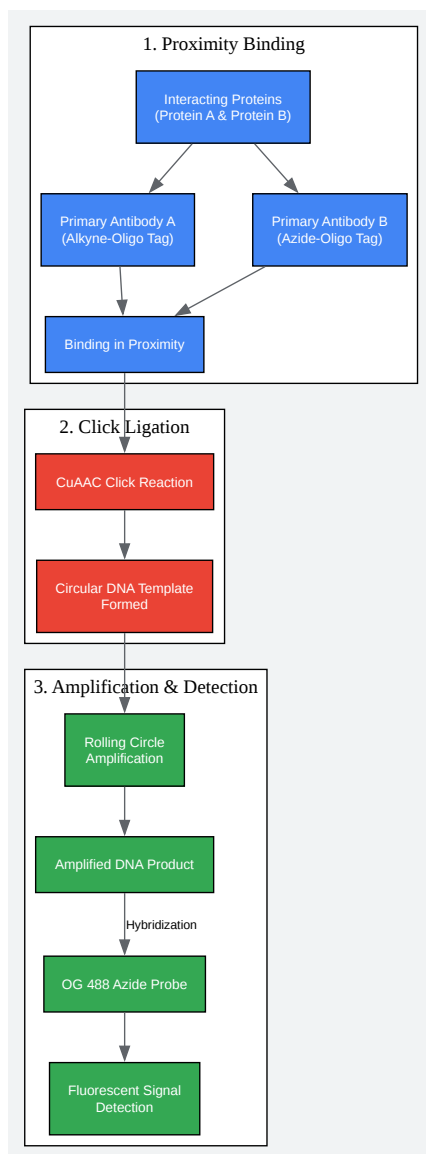 1. Proximity Binding
Interacting Proteins
(Protein A & Protein B)
Primary Antibody A
(Alkyne-Oligo Tag)
Primary Antibody B
(Azide-Oligo Tag)
Binding in Proximity
2. Click Ligation
CuAAC Click Reaction
Circular DNA Template
Formed
3. Amplification & Detection
Rolling Circle
Amplification
Amplified DNA Product
Hybridization
OG 488 Azide Probe
Fluorescent Signal
Detection